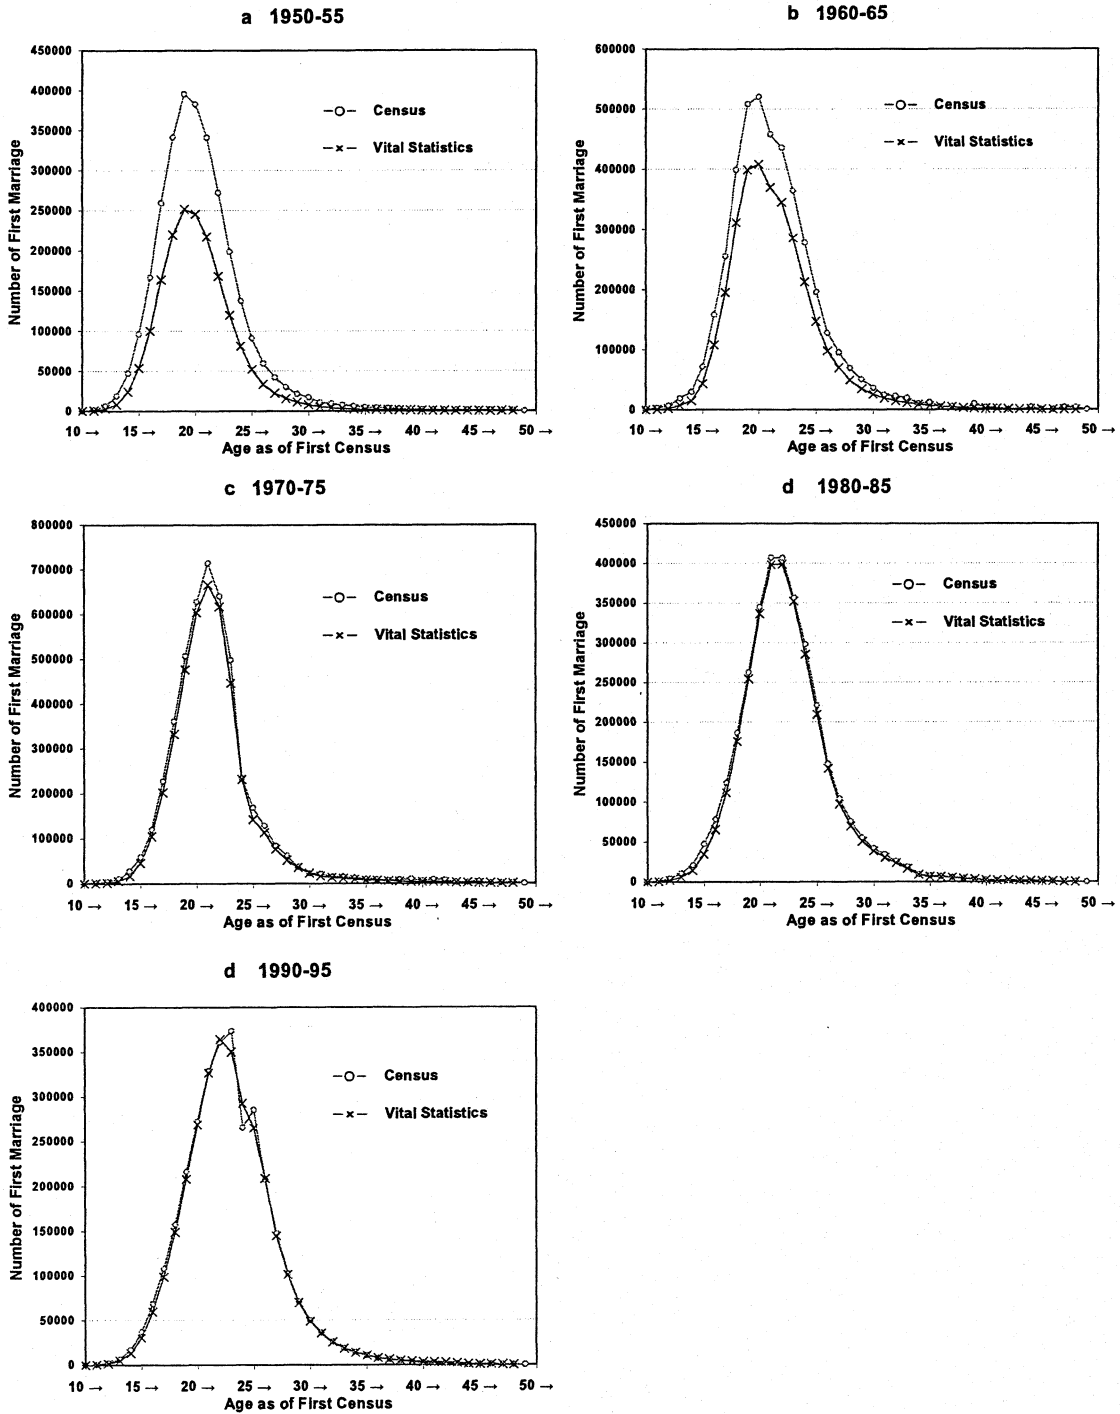 a 1950-55
450000
400000
350000
300000
250000
200000
150000
100000
50000
0
Number of First Marriage
Census
Vital Statistics
10 → 15 → 20 → 25 → 30 → 35 → 40 → 45 → 50 →
Age as of First Census
b 1960-65
600000
500000
400000
300000
200000
100000
0
Number of First Marriage
Census
Vital Statistics
10 → 15 → 20 → 25 → 30 → 35 → 40 → 45 → 50 →
Age as of First Census
c 1970-75
800000
700000
600000
500000
400000
300000
200000
100000
0
Number of First Marriage
Census
Vital Statistics
10 → 15 → 20 → 25 → 30 → 35 → 40 → 45 → 50 →
Age as of First Census
d 1980-85
450000
400000
350000
300000
250000
200000
150000
100000
50000
0
Number of First Marriage
Census
Vital Statistics
10 → 15 → 20 → 25 → 30 → 35 → 40 → 45 → 50 →
Age as of First Census
d 1990-95
400000
350000
300000
250000
200000
150000
100000
50000
0
Number of First Marriage
Census
Vital Statistics
10 → 15 → 20 → 25 → 30 → 35 → 40 → 45 → 50 →
Age as of First Census